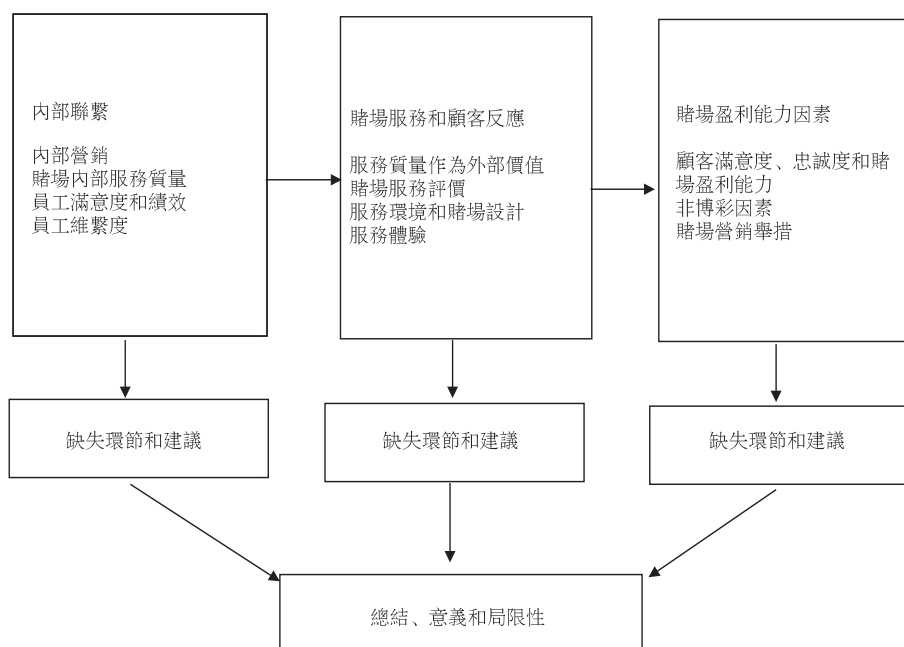 內部聯繫
內部營銷
賭場內部服務質量
員工滿意度和績效
員工維繫度
賭場服務和顧客反應
服務質量作為外部價值
賭場服務評價
服務環境和賭場設計
服務體驗
賭場盈利能力因素
顧客滿意度、忠誠度和賭
場盈利能力
非博彩因素
賭場營銷舉措
缺失環節和建議
缺失環節和建議
缺失環節和建議
總結、意義和局限性